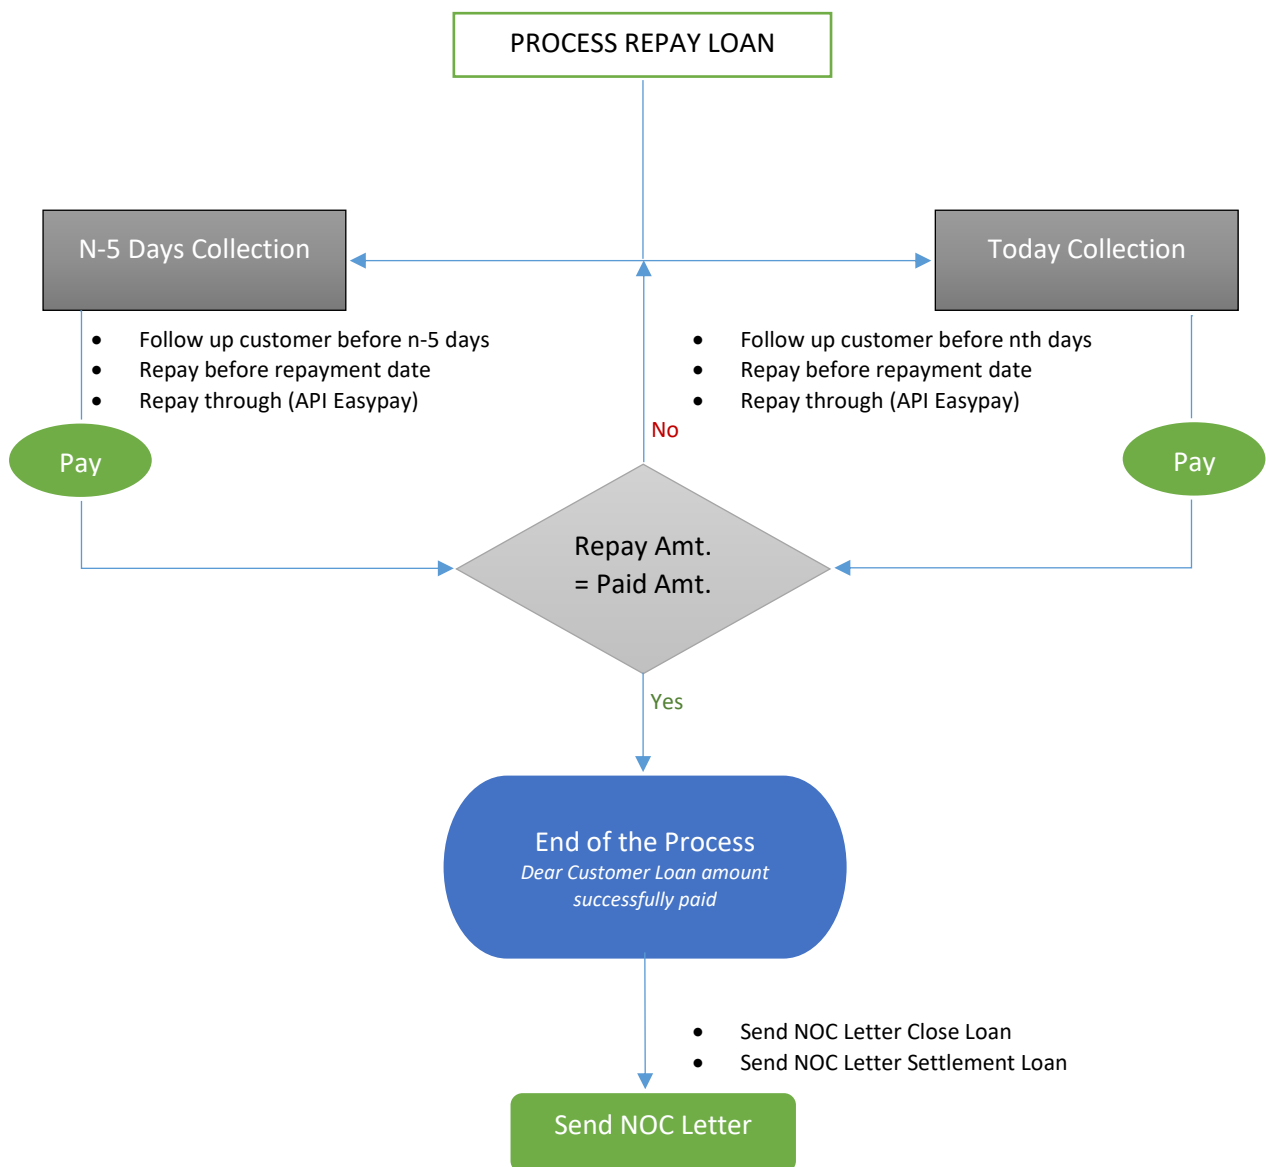 PROCESS REPAY LOAN
N-5 Days Collection
Today Collection
• Follow up customer before n-5 days
• Repay before repayment date
• Repay through (API Easypay)
• Follow up customer before nth days
• Repay before repayment date
• Repay through (API Easypay)
No
Pay
Pay
Repay Amt.
= Paid Amt.
Yes
End of the Process
Dear Customer Loan amount
successfully paid
• Send NOC Letter Close Loan
• Send NOC Letter Settlement Loan
Send NOC Letter